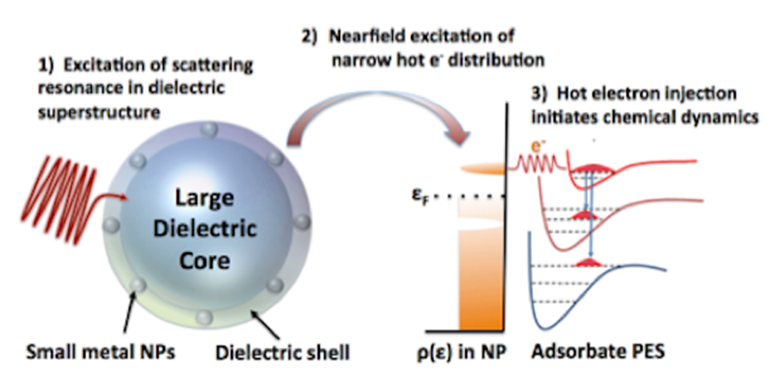 1) Excitation of scattering
resonance in dielectric
superstructure
2) Nearfield excitation of
narrow hot e⁻ distribution
3) Hot electron injection
initiates chemical dynamics
e⁻
εF
Large
Dielectric
Core
Small metal NPs
Dielectric shell
ρ(ε) in NP
Adsorbate PES